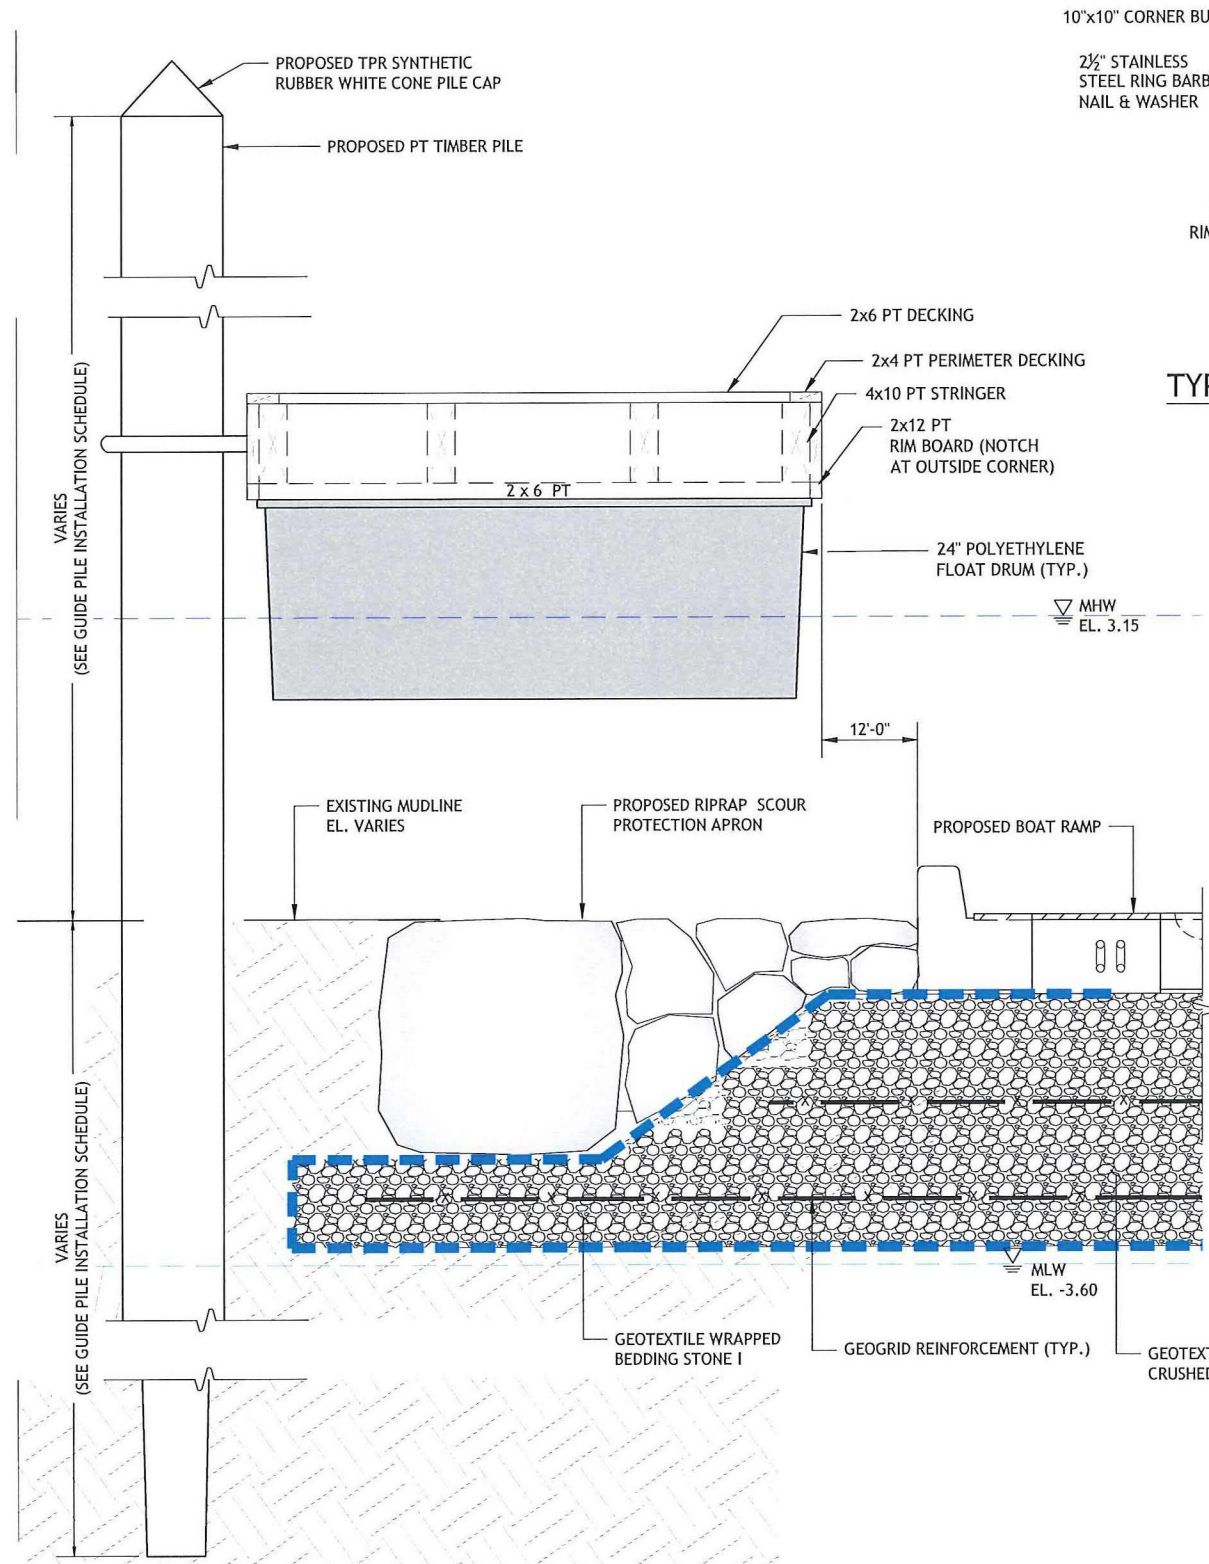 10"x10" CORNER BU
2½" STAINLESS
STEEL RING BARB
NAIL & WASHER
PROPOSED TPR SYNTHETIC
RUBBER WHITE CONE PILE CAP
PROPOSED PT TIMBER PILE
RIM
2x6 PT DECKING
2x4 PT PERIMETER DECKING
4x10 PT STRINGER
TYP
2x12 PT
RIM BOARD (NOTCH
AT OUTSIDE CORNER)
2 x 6 PT
VARIES
(SEE GUIDE PILE INSTALLATION SCHEDULE)
24" POLYETHYLENE
FLOAT DRUM (TYP.)
MHW
EL. 3.15
12'-0"
EXISTING MUDLINE
EL. VARIES
PROPOSED RIPRAP SCOUR
PROTECTION APRON
PROPOSED BOAT RAMP
VARIES
(SEE GUIDE PILE INSTALLATION SCHEDULE)
MLW
EL. -3.60
GEOTEXTILE WRAPPED
BEDDING STONE I
GEOGRID REINFORCEMENT (TYP.)
GEOTEXT
CRUSHED